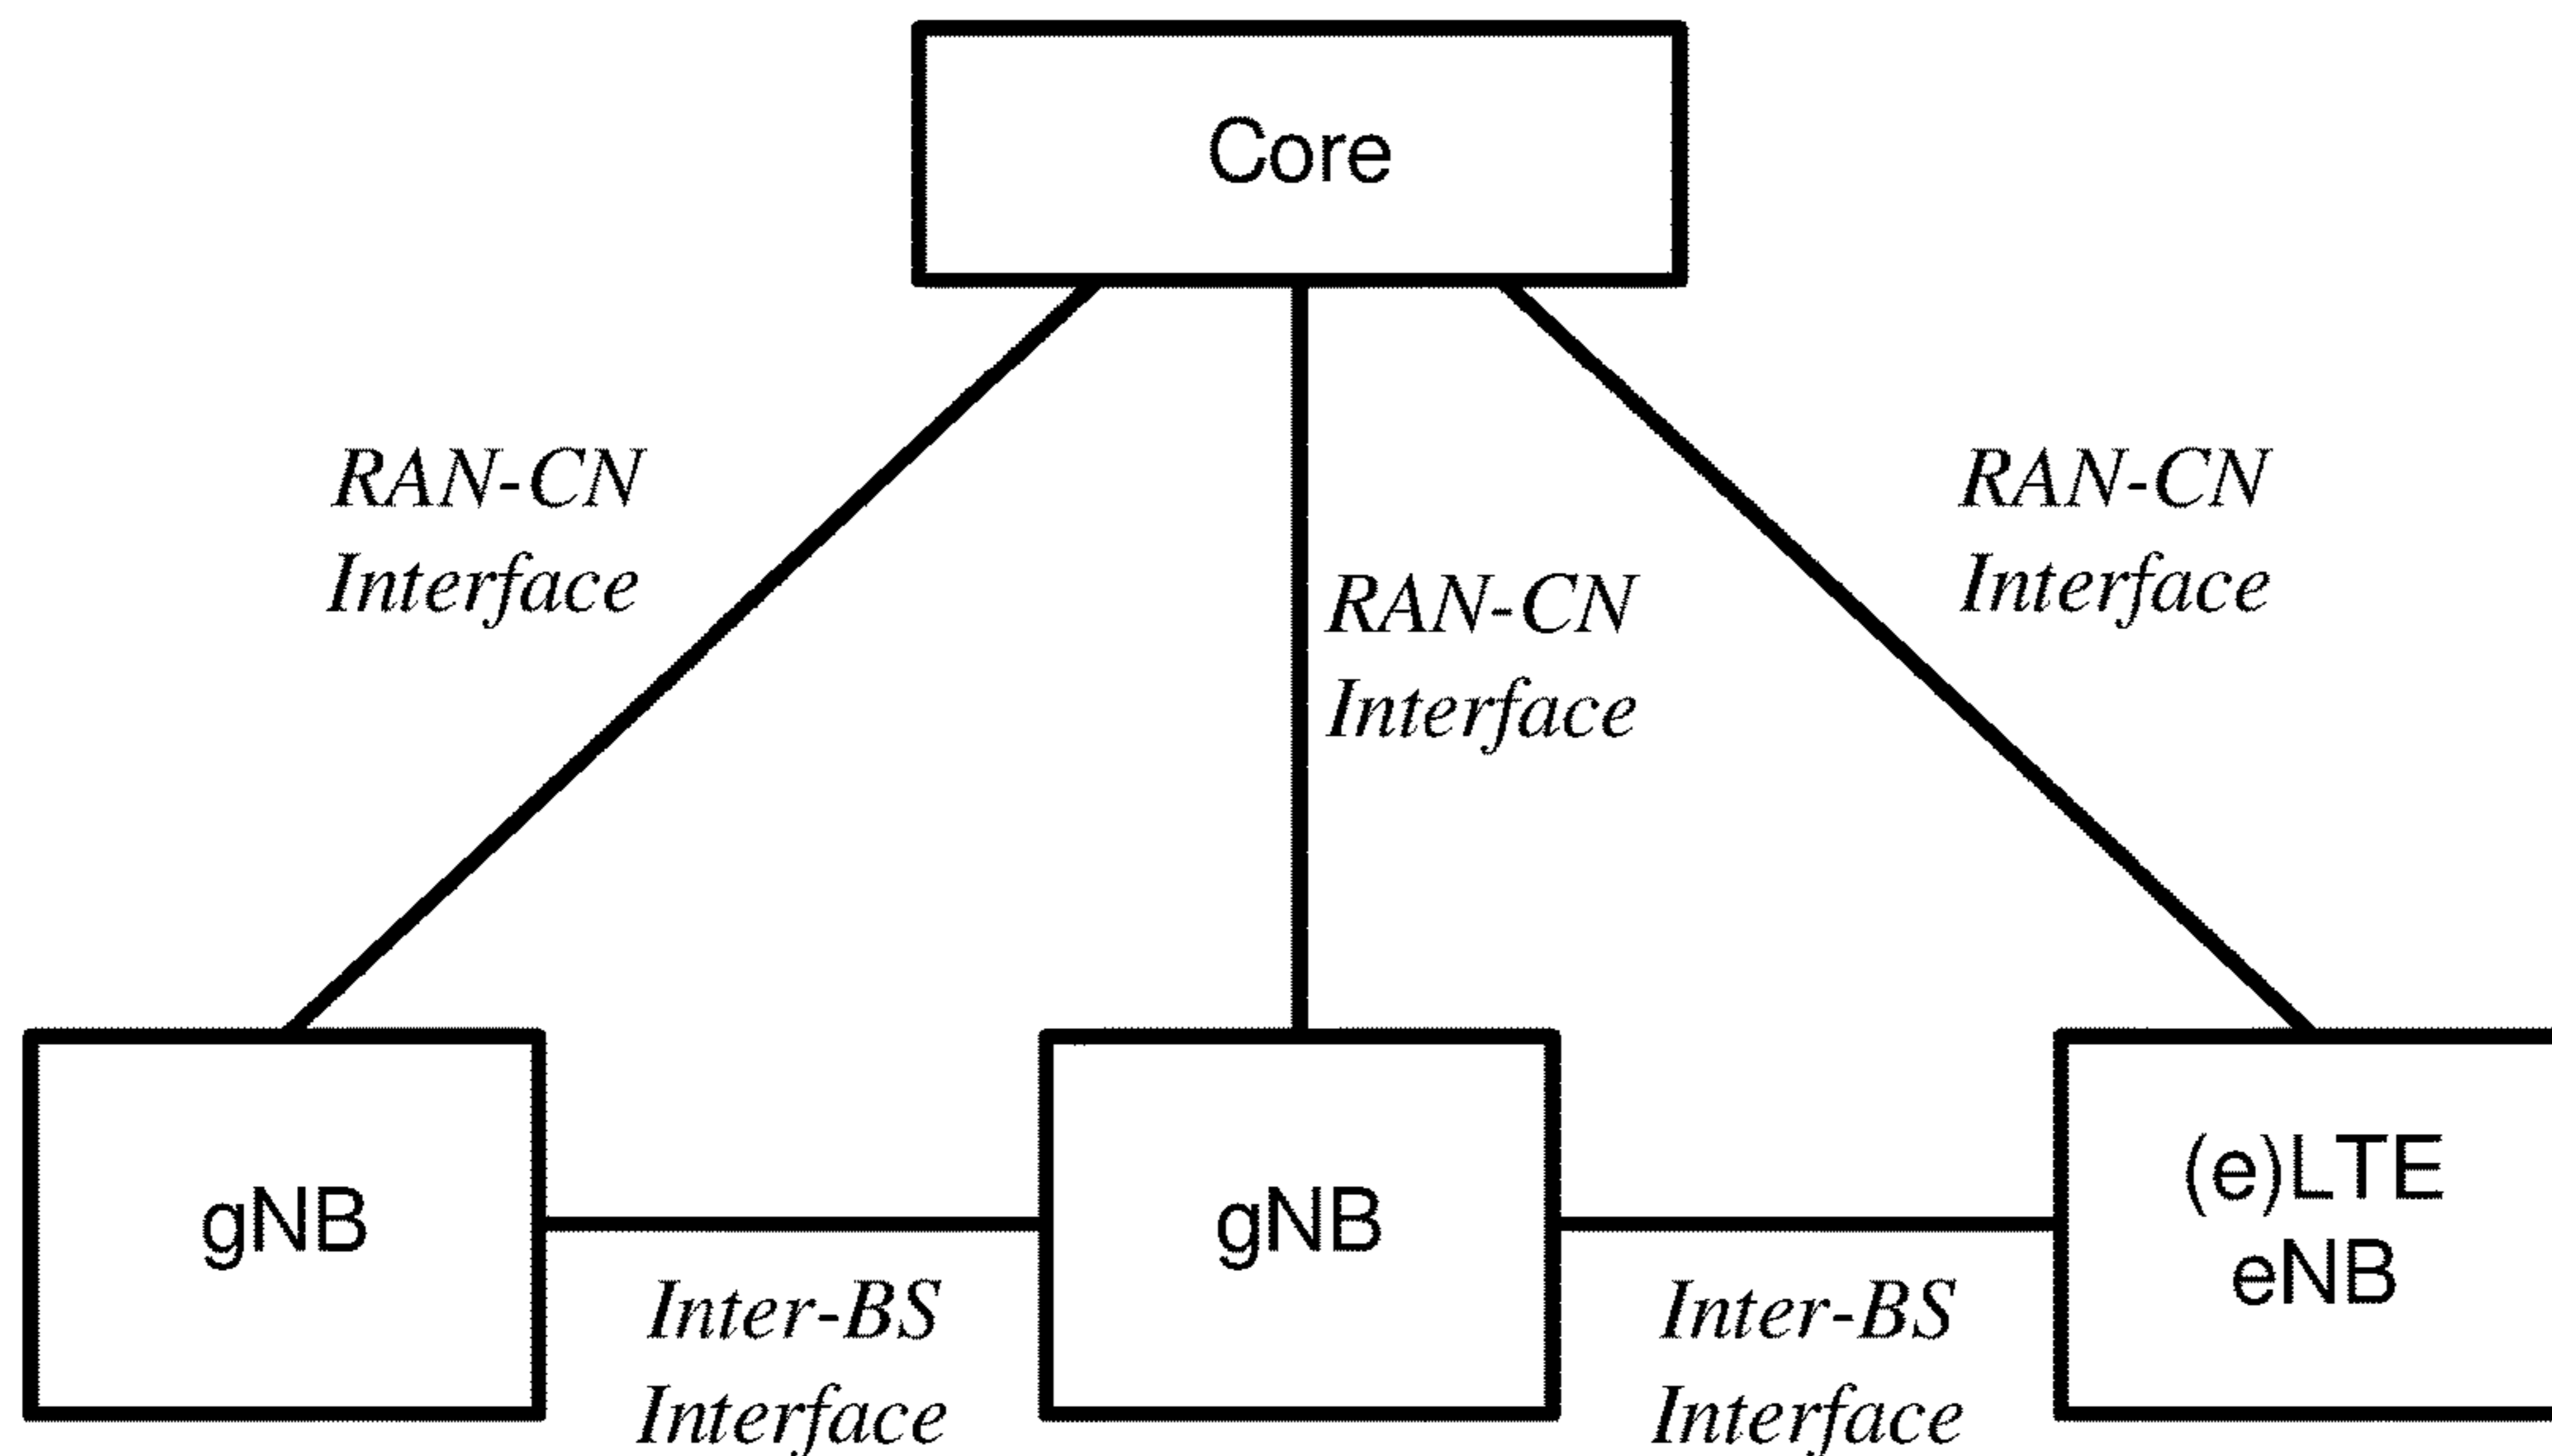 Core
RAN-CN
Interface
RAN-CN
Interface
RAN-CN
Interface
gNB
gNB
(e)LTE
eNB
Inter-BS
Interface
Inter-BS
Interface